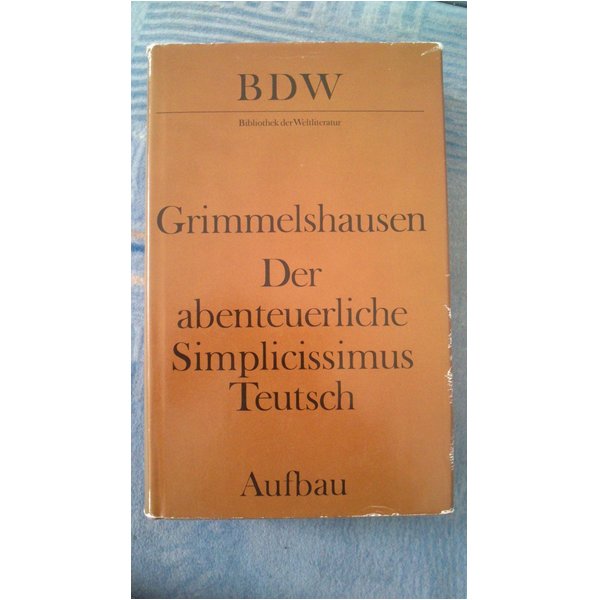 BDW
Bibliothek der Weltliteratur
Grimmelshausen
Der
abenteuerliche
Simplicissimus
Teutsch
Aufbau